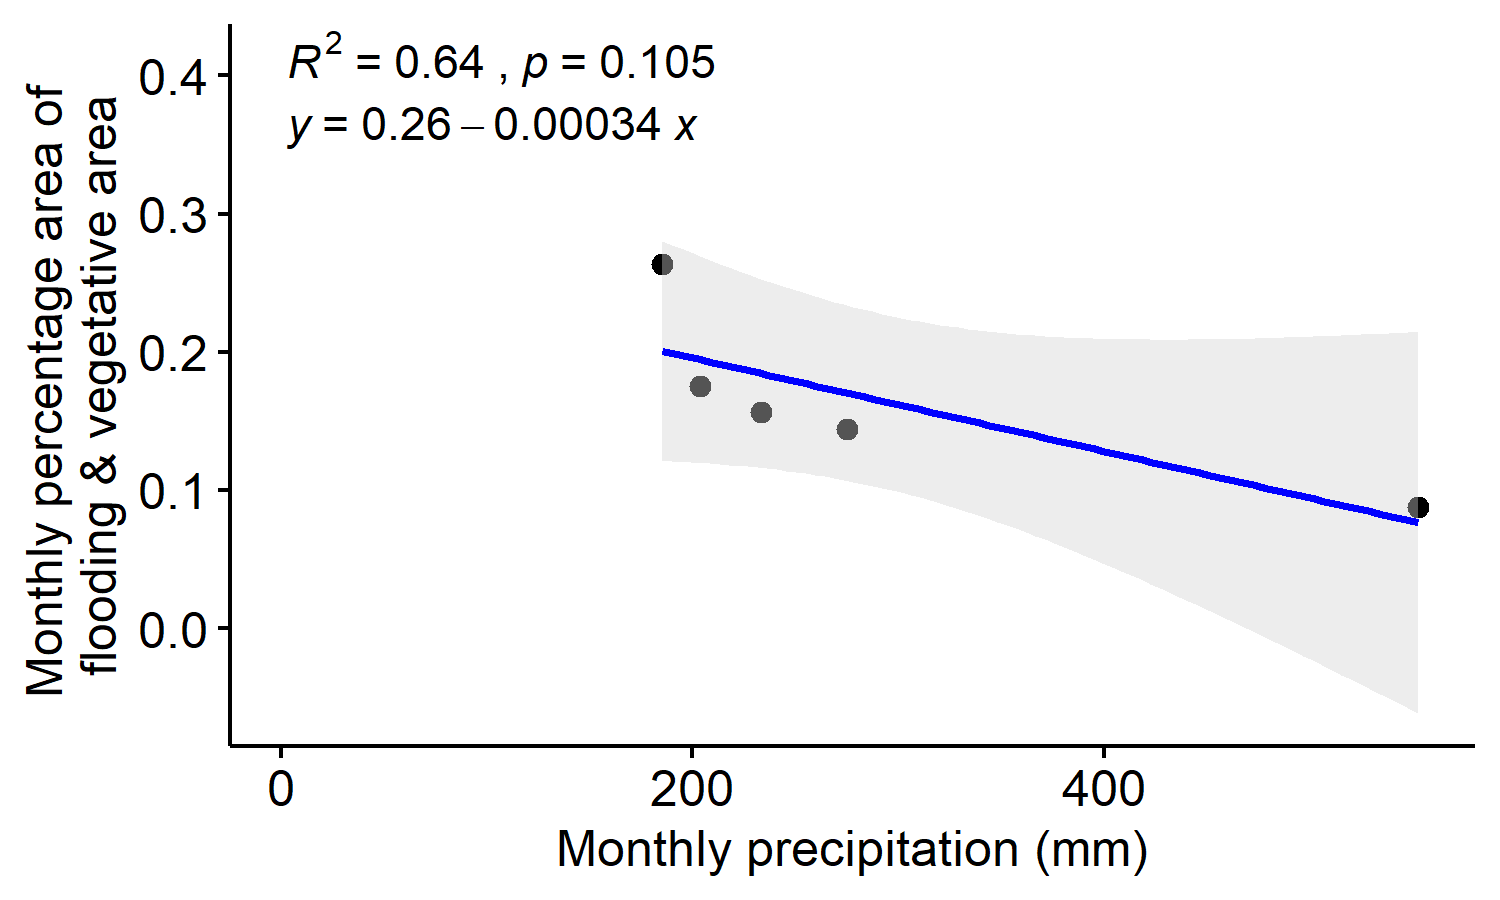 R² = 0.64 , p = 0.105
y = 0.26 – 0.00034 x
Monthly percentage area of
flooding & vegetative area
0.4
0.3
0.2
0.1
0.0
0 200 400
Monthly precipitation (mm)